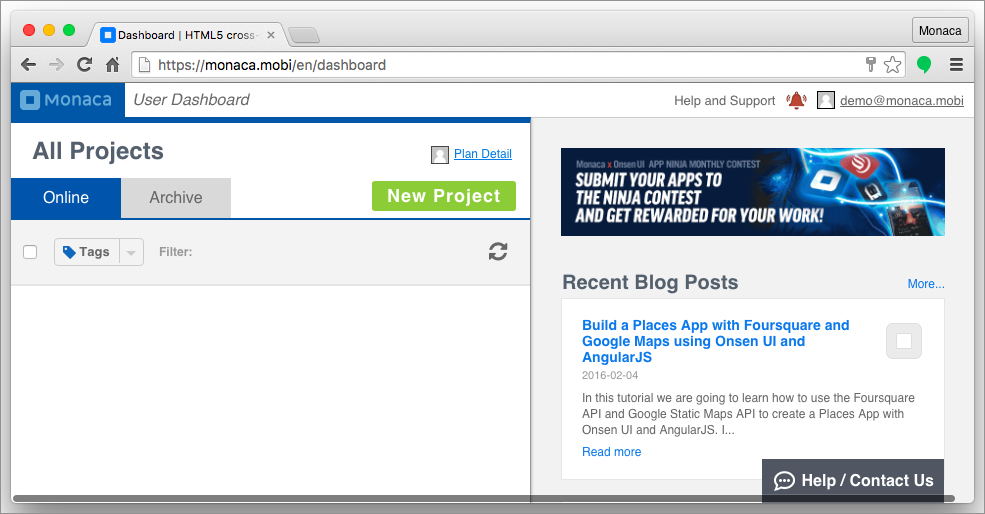 Dashboard | HTML5 cross-
Monaca
https://monaca.mobi/en/dashboard
Monaca
User Dashboard
Help and Support
demo@monaca.mobi
All Projects
Plan Detail
Online
Archive
New Project
Tags
Filter:
Monaca x Onsen UI APP NINJA MONTHLY CONTEST
SUBMIT YOUR APPS TO
THE NINJA CONTEST
AND GET REWARDED FOR YOUR WORK!
Recent Blog Posts
More...
Build a Places App with Foursquare and
Google Maps using Onsen UI and
AngularJS
2016-02-04
In this tutorial we are going to learn how to use the Foursquare
API and Google Static Maps API to create a Places App with
Onsen UI and AngularJS. I...
Read more
Help / Contact Us